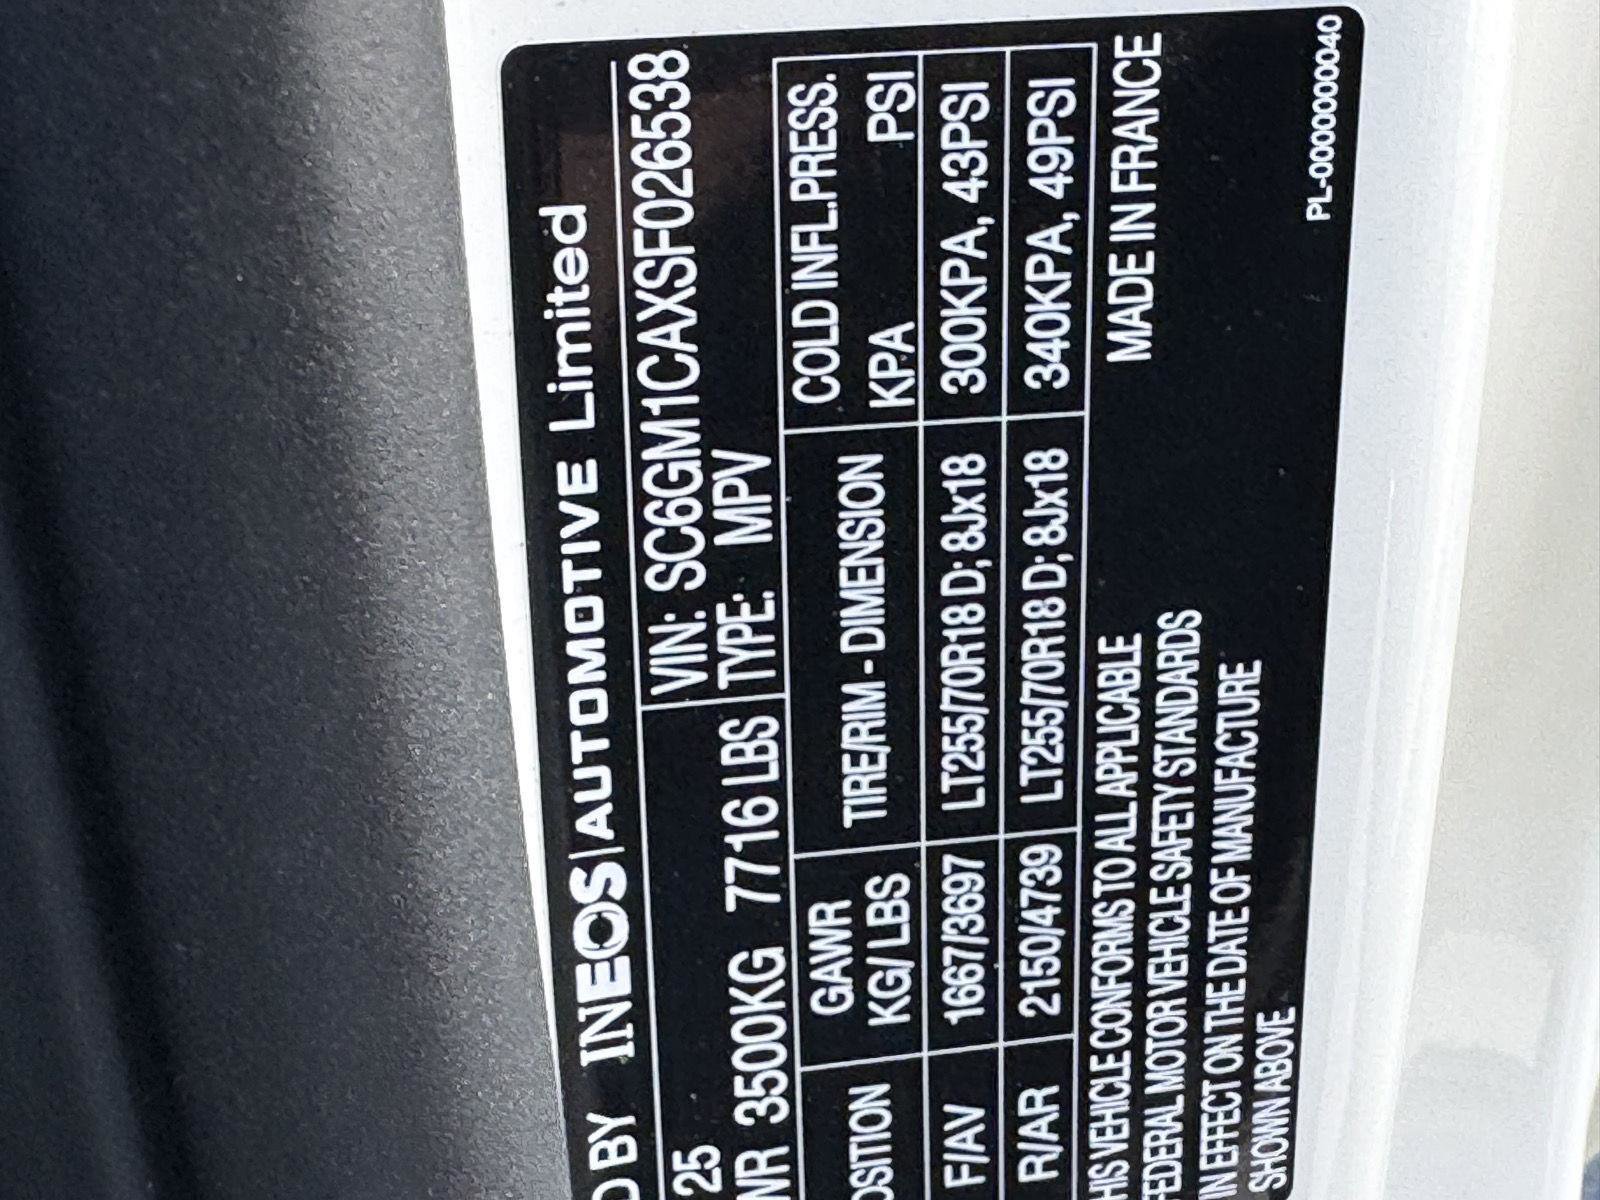 D BY INEOS|AUTOMOTIVE Limited
25 VIN: SC6GM1CAXSF026538
WR 3500KG 7716 LBS TYPE: MPV
OSITION GAWR KG/ LBS TIRE/RIM - DIMENSION COLD INFL.PRESS. KPA PSI
F/AV 1667/3697 LT255/70R18 D; 8Jx18 300KPA, 43PSI
R/AR 2150/4739 LT255/70R18 D; 8Jx18 340KPA, 49PSI
HIS VEHICLE CONFORMS TO ALL APPLICABLE MADE IN FRANCE
FEDERAL MOTOR VEHICLE SAFETY STANDARDS
IN EFFECT ON THE DATE OF MANUFACTURE
SHOWN ABOVE
PL-0000000040